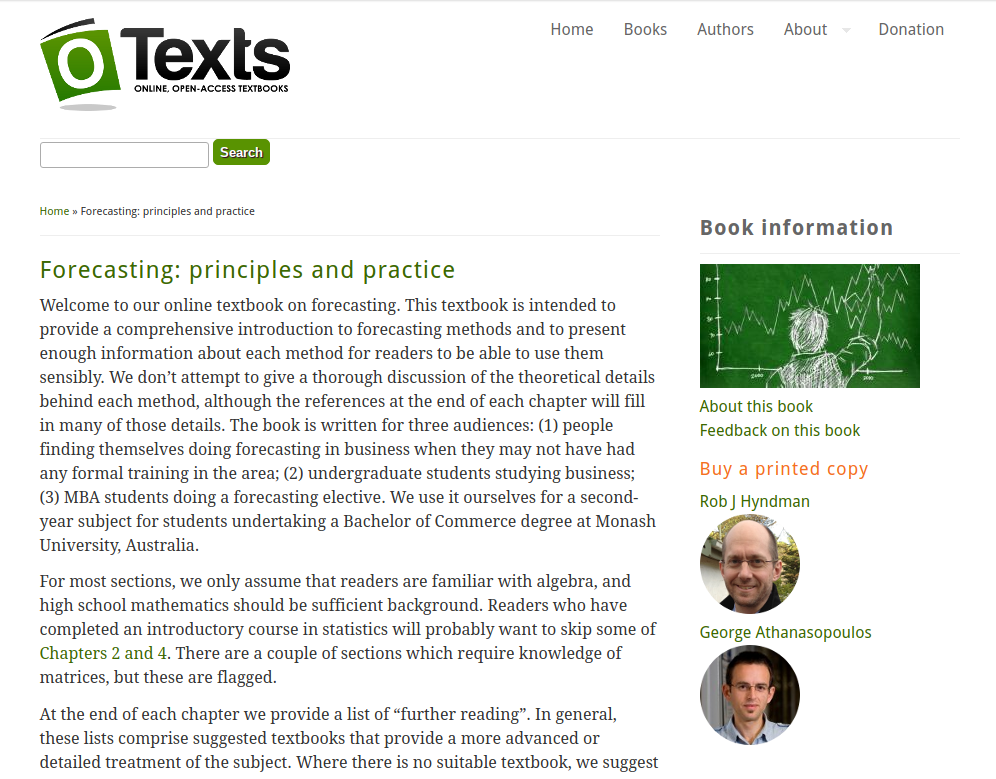 OTexts
ONLINE, OPEN-ACCESS TEXTBOOKS
Home Books Authors About Donation
Search
Home » Forecasting: principles and practice
Forecasting: principles and practice
Welcome to our online textbook on forecasting. This textbook is intended to
provide a comprehensive introduction to forecasting methods and to present
enough information about each method for readers to be able to use them
sensibly. We don’t attempt to give a thorough discussion of the theoretical details
behind each method, although the references at the end of each chapter will fill
in many of those details. The book is written for three audiences: (1) people
finding themselves doing forecasting in business when they may not have had
any formal training in the area; (2) undergraduate students studying business;
(3) MBA students doing a forecasting elective. We use it ourselves for a second-
year subject for students undertaking a Bachelor of Commerce degree at Monash
University, Australia.
For most sections, we only assume that readers are familiar with algebra, and
high school mathematics should be sufficient background. Readers who have
completed an introductory course in statistics will probably want to skip some of
Chapters 2 and 4. There are a couple of sections which require knowledge of
matrices, but these are flagged.
At the end of each chapter we provide a list of “further reading”. In general,
these lists comprise suggested textbooks that provide a more advanced or
detailed treatment of the subject. Where there is no suitable textbook, we suggest
Book information
About this book
Feedback on this book
Buy a printed copy
Rob J Hyndman
George Athanasopoulos